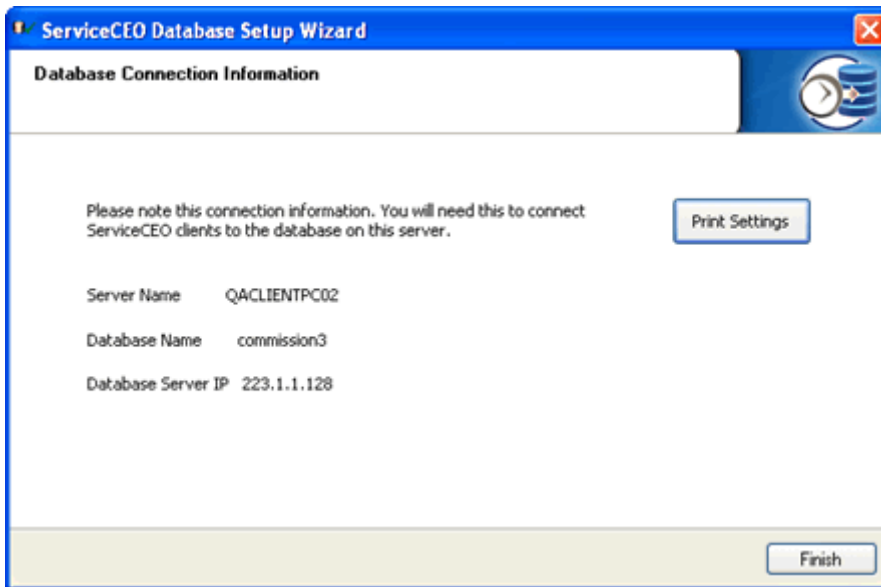 ServiceCEO Database Setup Wizard
Database Connection Information
Please note this connection information. You will need this to connect
ServiceCEO clients to the database on this server.
Print Settings
Server Name QACLIENTPC02
Database Name commission3
Database Server IP 223.1.1.128
Finish